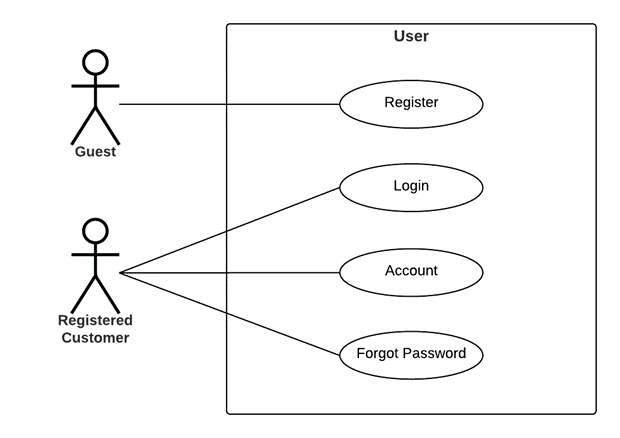 User
Register
Guest
Login
Account
Registered
Customer
Forgot Password